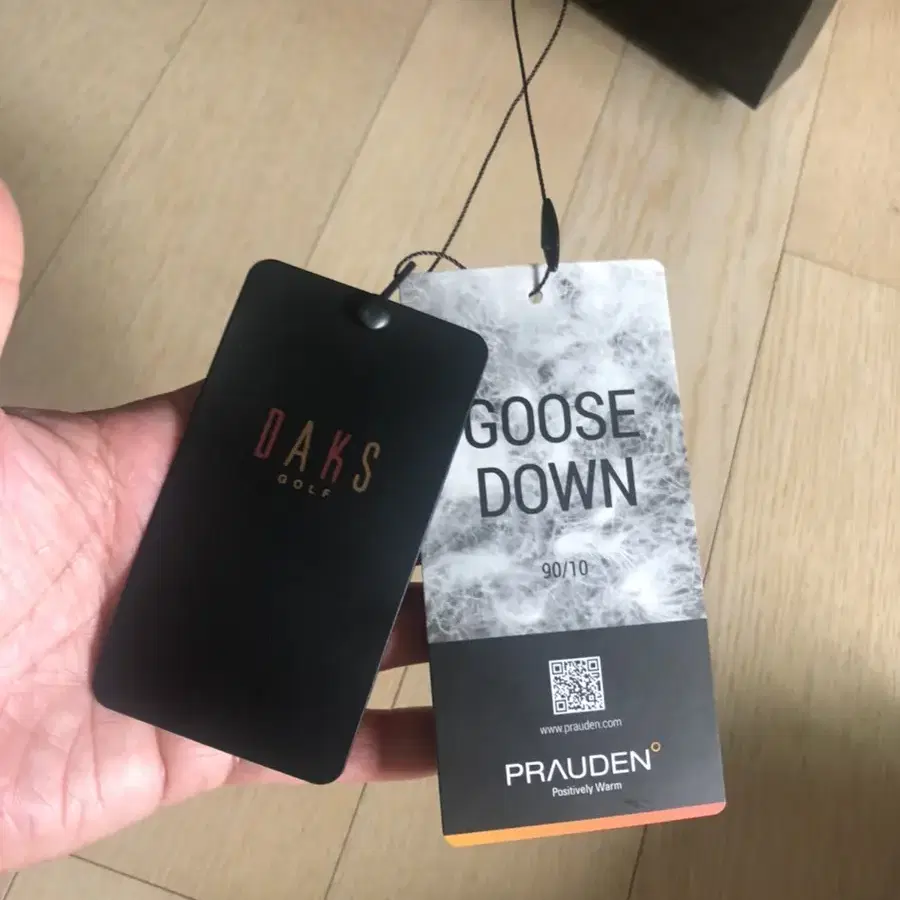 DAKS
GOLF
GOOSE
DOWN
90/10
www.prauden.com
PRAUDEN°
Positively Warm